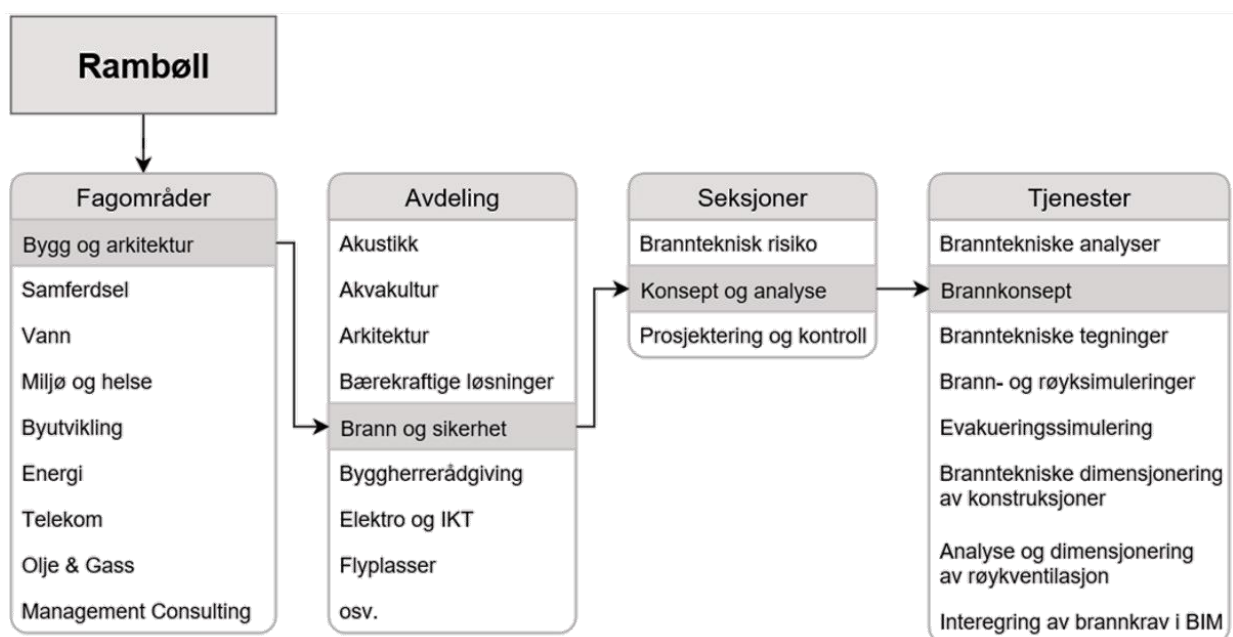 Rambøll
Fagområder
Bygg og arkitektur
Samferdsel
Vann
Miljø og helse
Byutvikling
Energi
Telekom
Olje & Gass
Management Consulting
Avdeling
Akustikk
Akvakultur
Arkitektur
Bærekraftige løsninger
Brann og sikerhet
Byggherrerådgiving
Elektro og IKT
Flyplasser
osv.
Seksjoner
Brannteknisk risiko
Konsept og analyse
Prosjektering og kontroll
Tjenester
Branntekniske analyser
Brannkonsept
Branntekniske tegninger
Brann- og røyksimuleringer
Evakueringssimulering
Branntekniske dimensjonering
av konstruksjoner
Analyse og dimensjonering
av røykventilasjon
Interegring av brannkrav i BIM